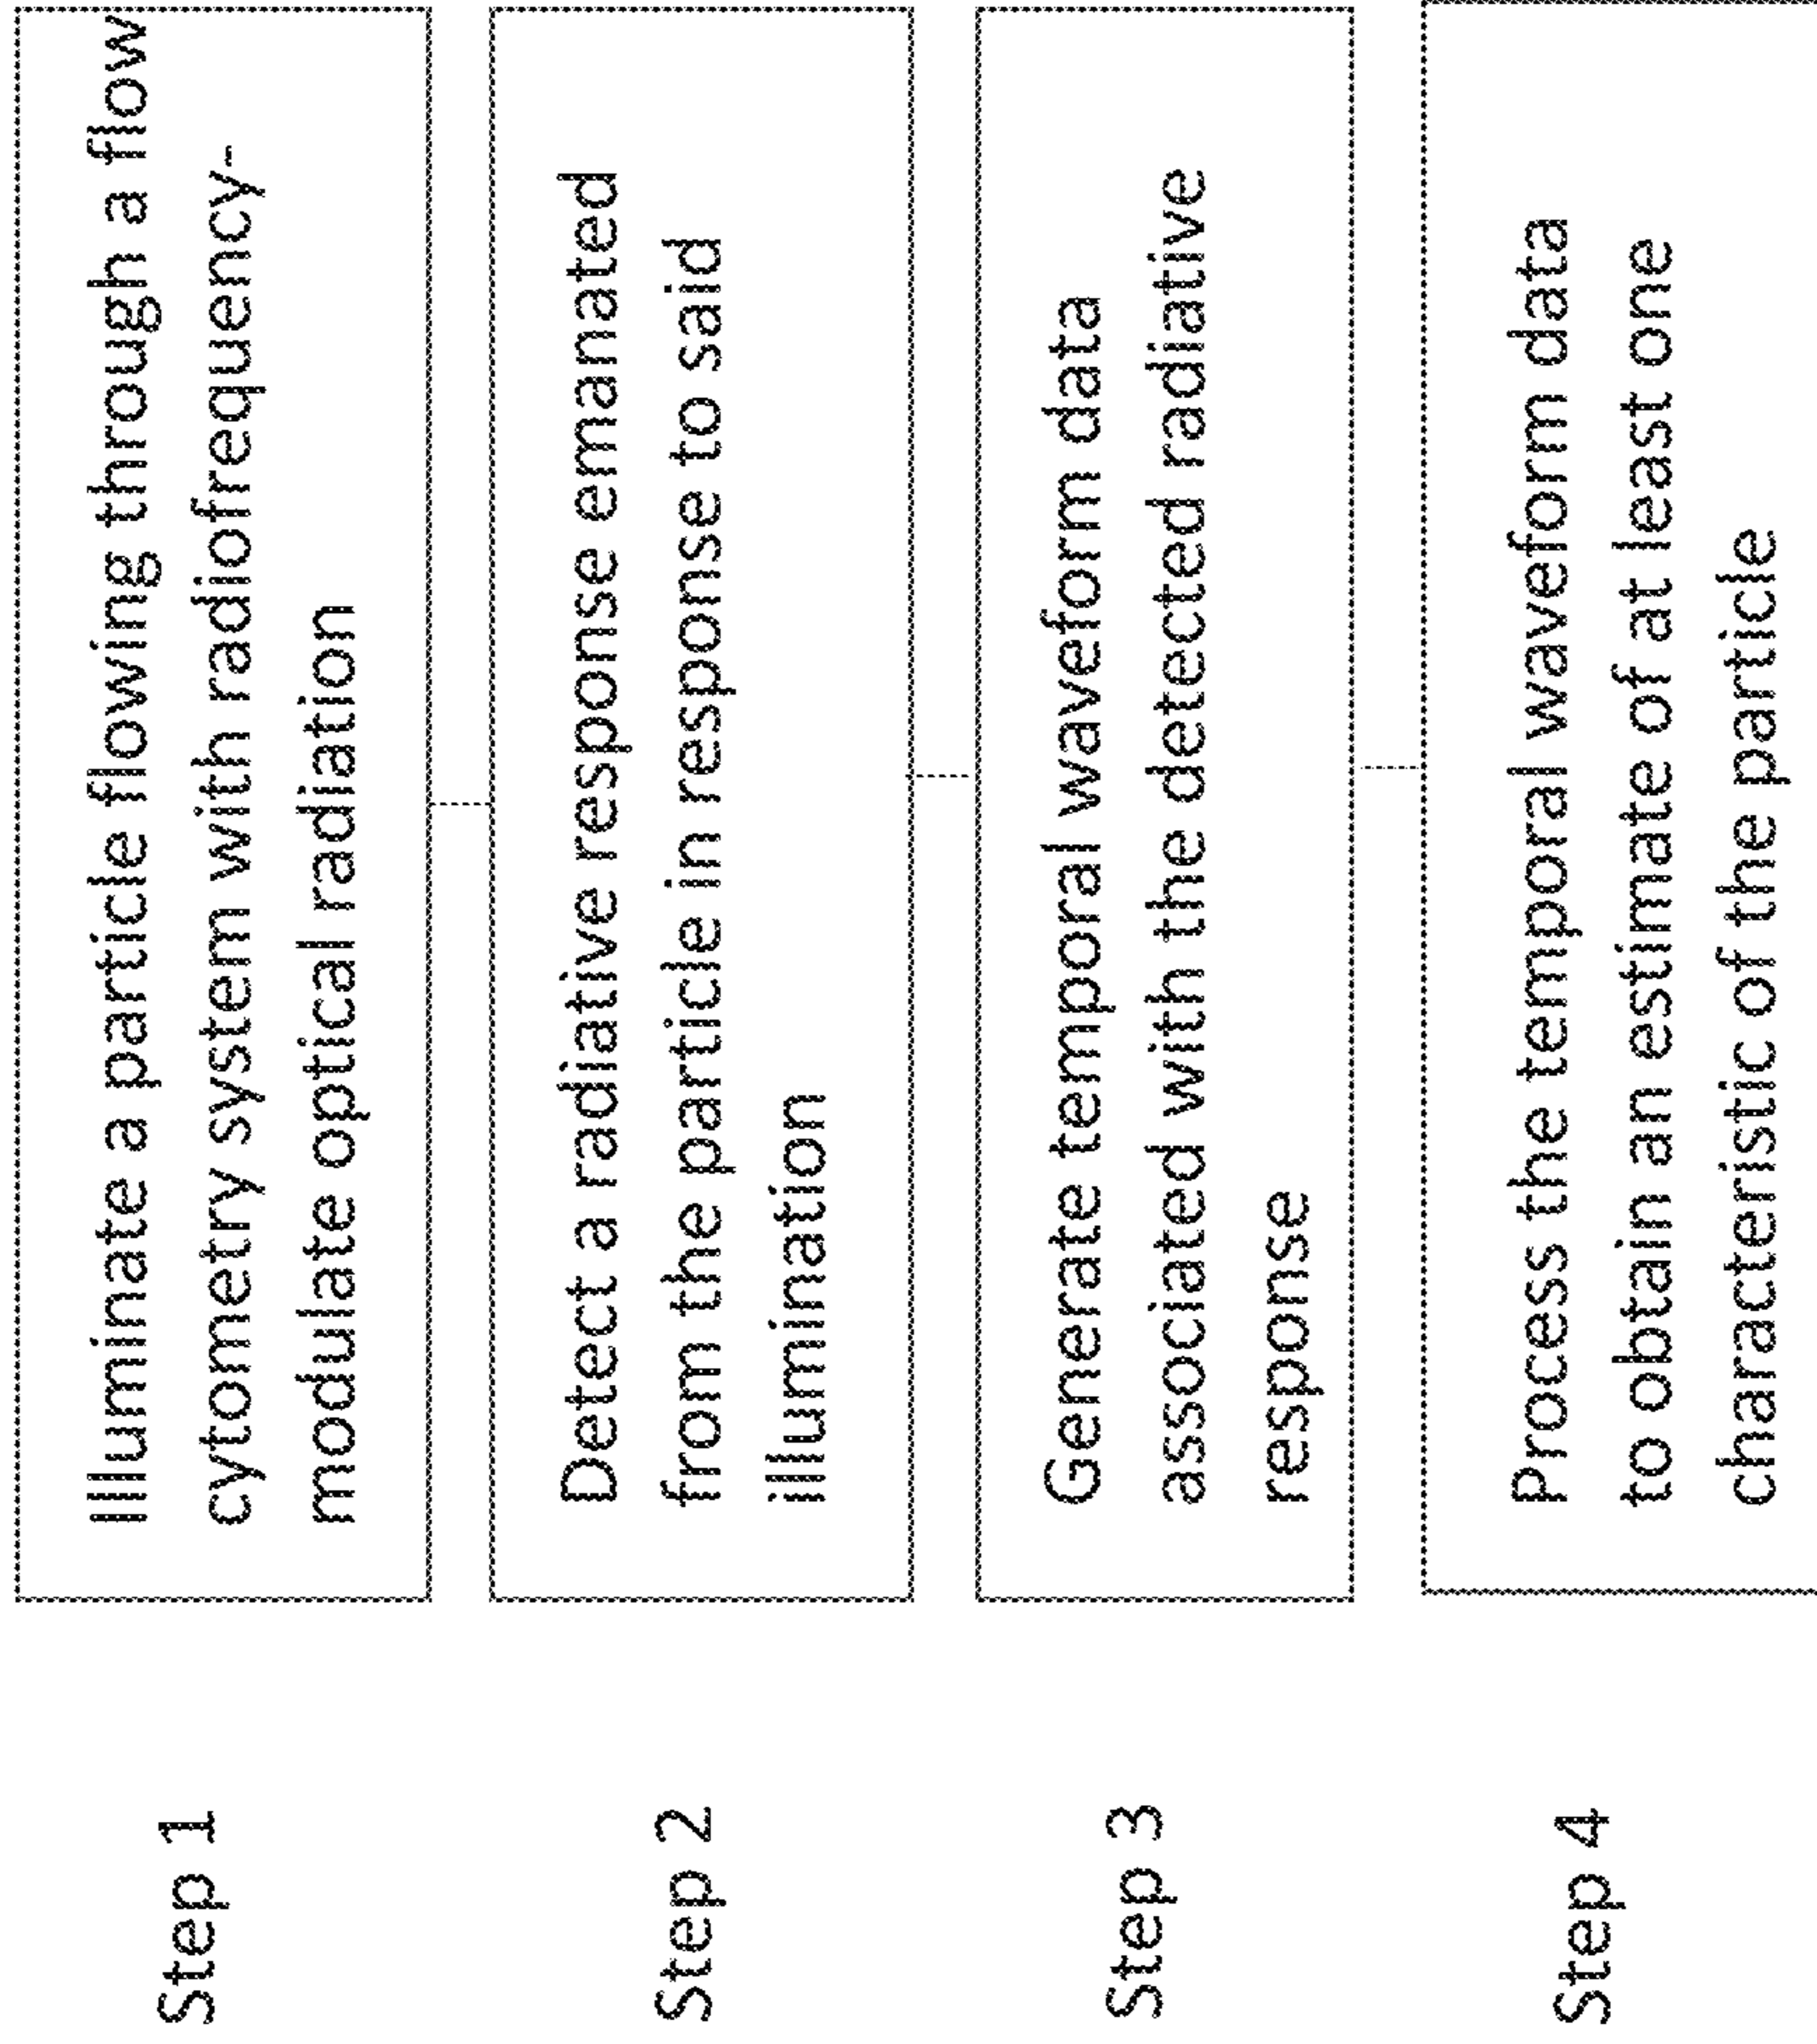 Step 1
Illuminate a particle flowing through a flow
cytometry system with radiofrequency-
modulate optical radiation
Step 2
Detect a radiative response emanated
from the particle in response to said
illumination
Step 3
Generate temporal waveform data
associated with the detected radiative
response
Step 4
Process the temporal waveform data
to obtain an estimate of at least one
characteristic of the particle